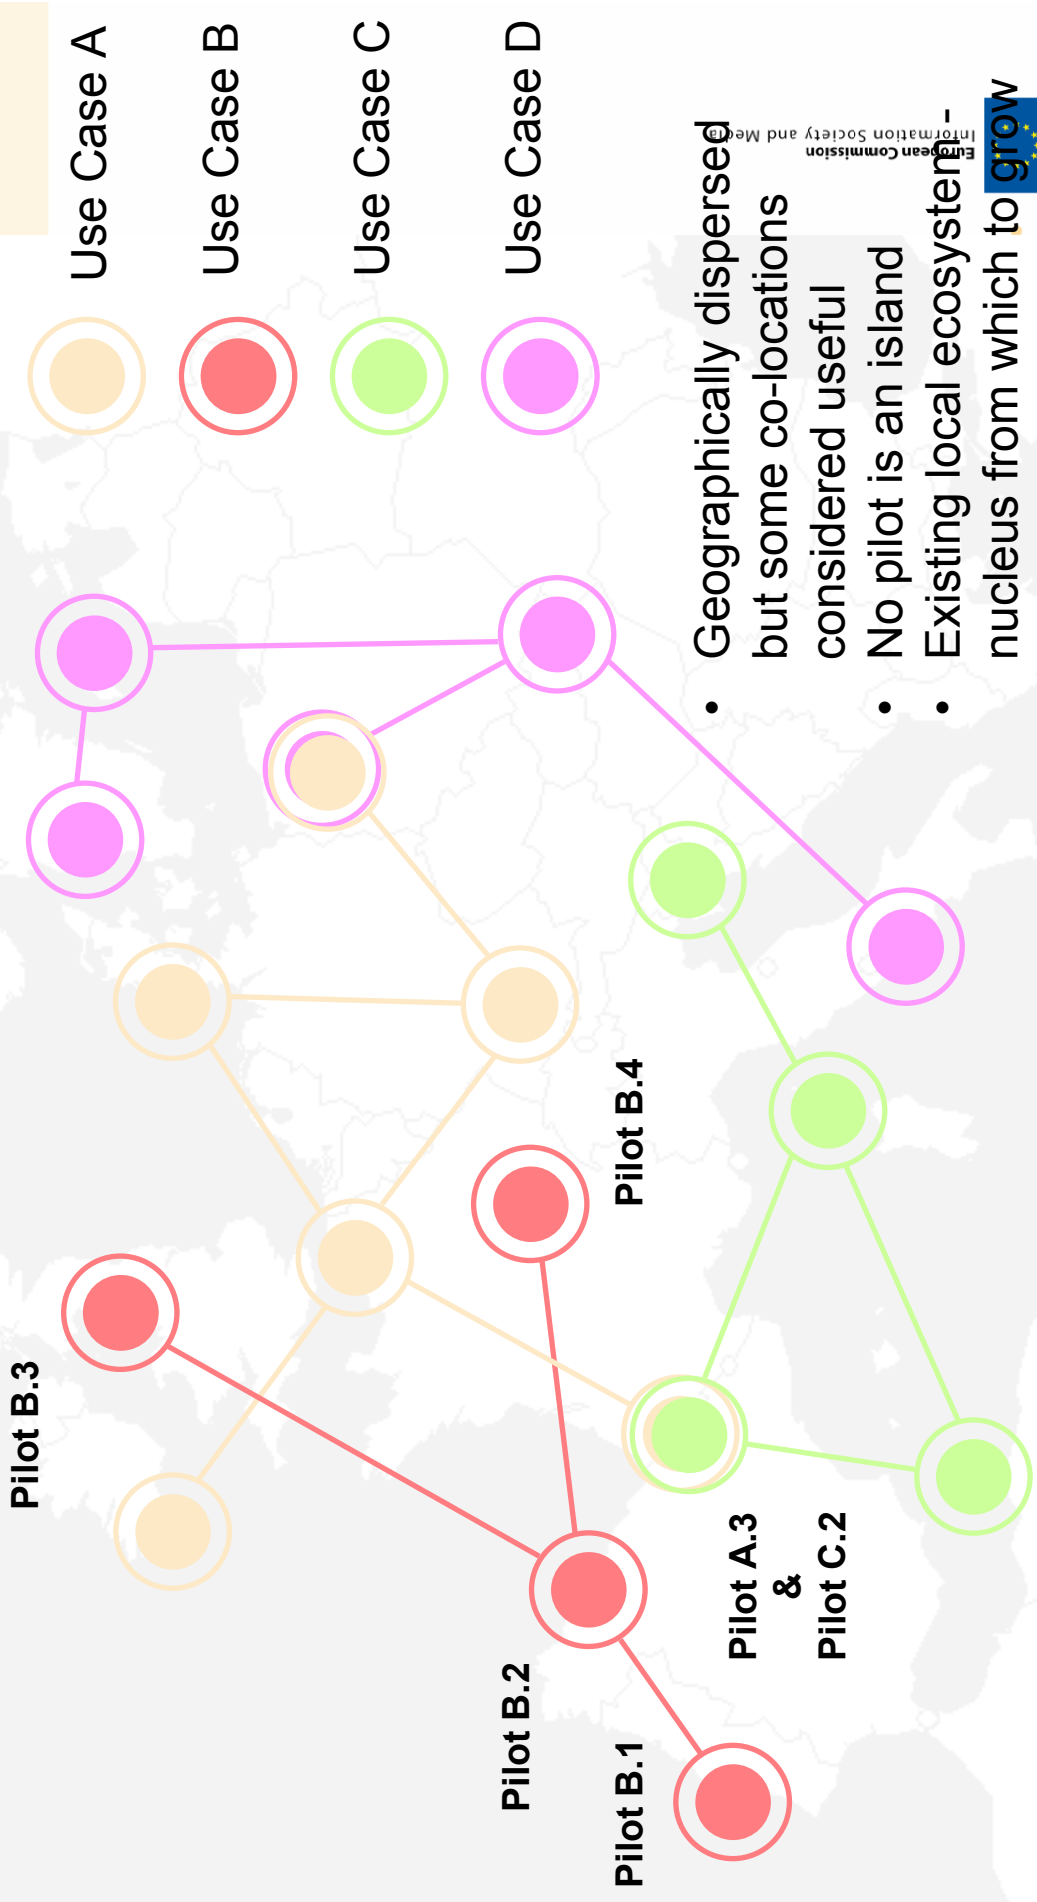 Use Case A
Use Case B
Use Case C
Use Case D
Pilot B.3
Pilot B.4
Pilot B.2
Pilot B.1
Pilot A.3
&
Pilot C.2
• Geographically dispersed
but some co-locations
considered useful
• No pilot is an island
• Existing local ecosystem -
nucleus from which to grow
European Commission
Information Society and Media